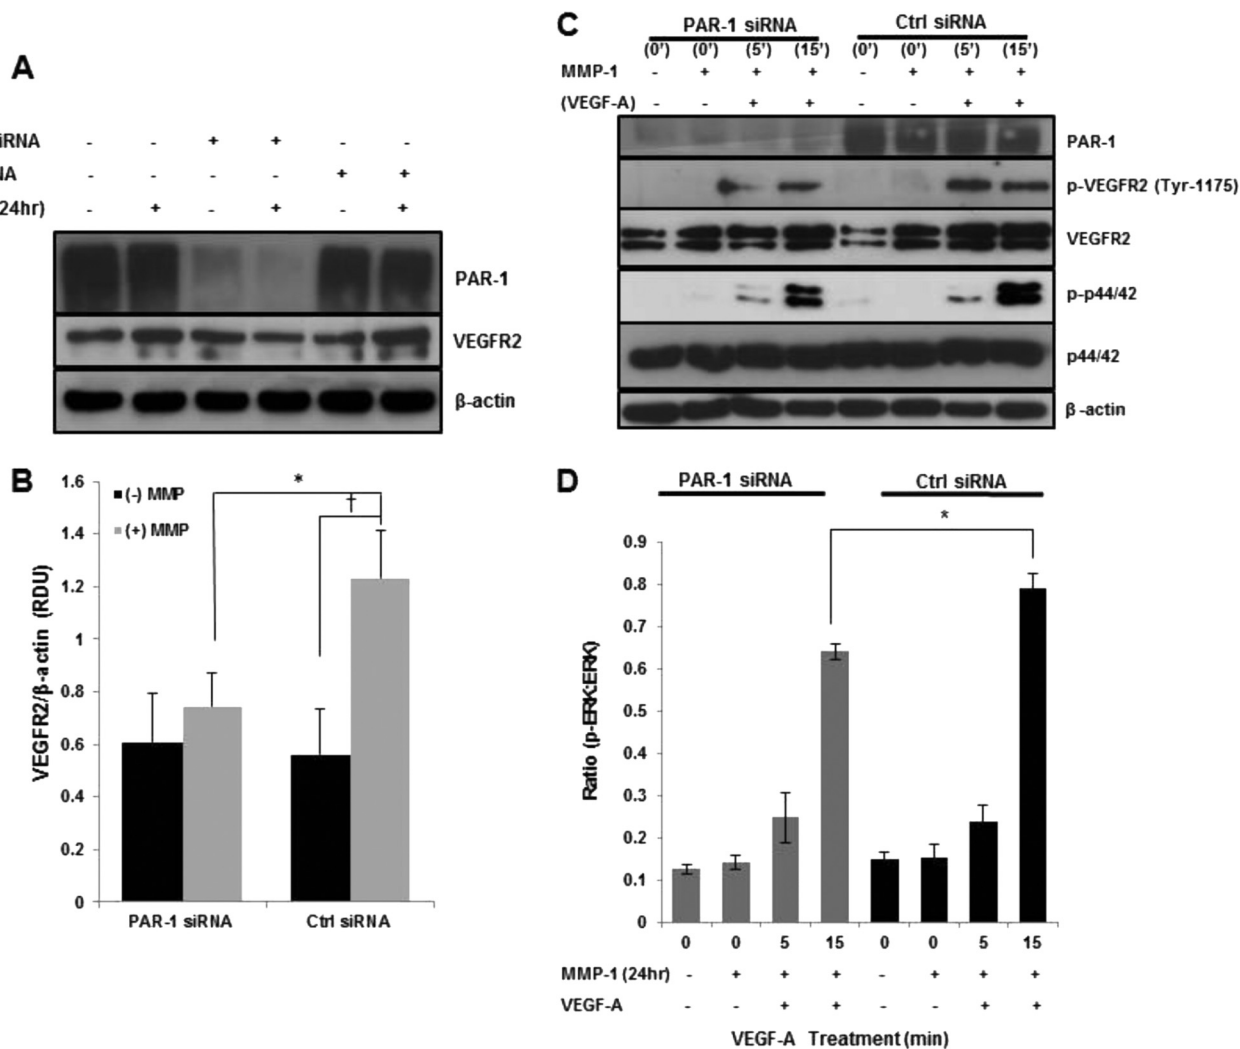 A
iRNA - - + + - -
NA - - - - + +
24hr) - + - + - +
PAR-1
VEGFR2
β-actin
B
1.6
1.4
1.2
1
0.8
0.6
0.4
0.2
0
VEGFR2/β-actin (RDU)
(-) MMP
(+) MMP
*
†
PAR-1 siRNA Ctrl siRNA
C
PAR-1 siRNA Ctrl siRNA
(0') (0') (5') (15') (0') (0') (5') (15')
MMP-1 - + + + - + + +
(VEGF-A) - - + + - - + +
PAR-1
p-VEGFR2 (Tyr-1175)
VEGFR2
p-p44/42
p44/42
β -actin
D
PAR-1 siRNA Ctrl siRNA
*
0.9
0.8
0.7
0.6
0.5
0.4
0.3
0.2
0.1
0
Ratio (p-ERK:ERK)
0 0 5 15 0 0 5 15
MMP-1 (24hr) - + + + - + + +
VEGF-A - - + + - - + +
VEGF-A Treatment (min)